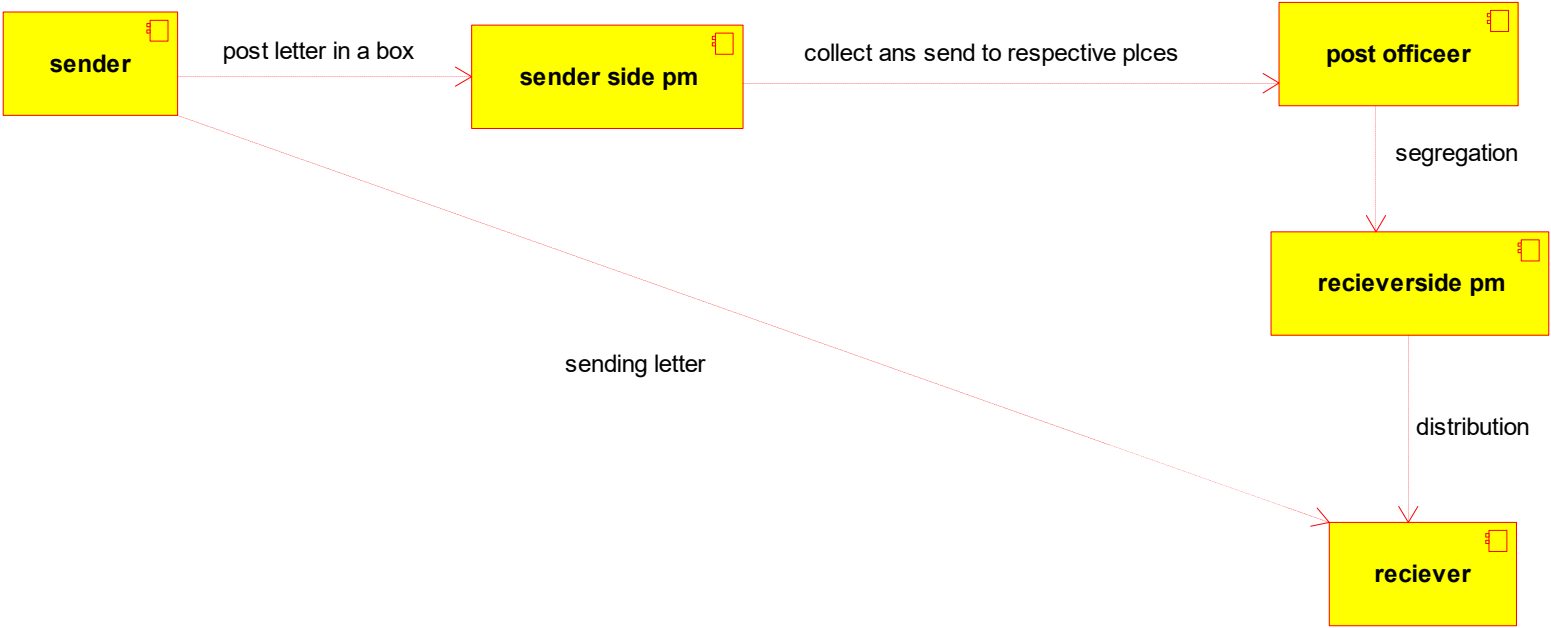 sender
post letter in a box
sender side pm
collect ans send to respective plces
post officeer
segregation
recieverside pm
sending letter
distribution
reciever